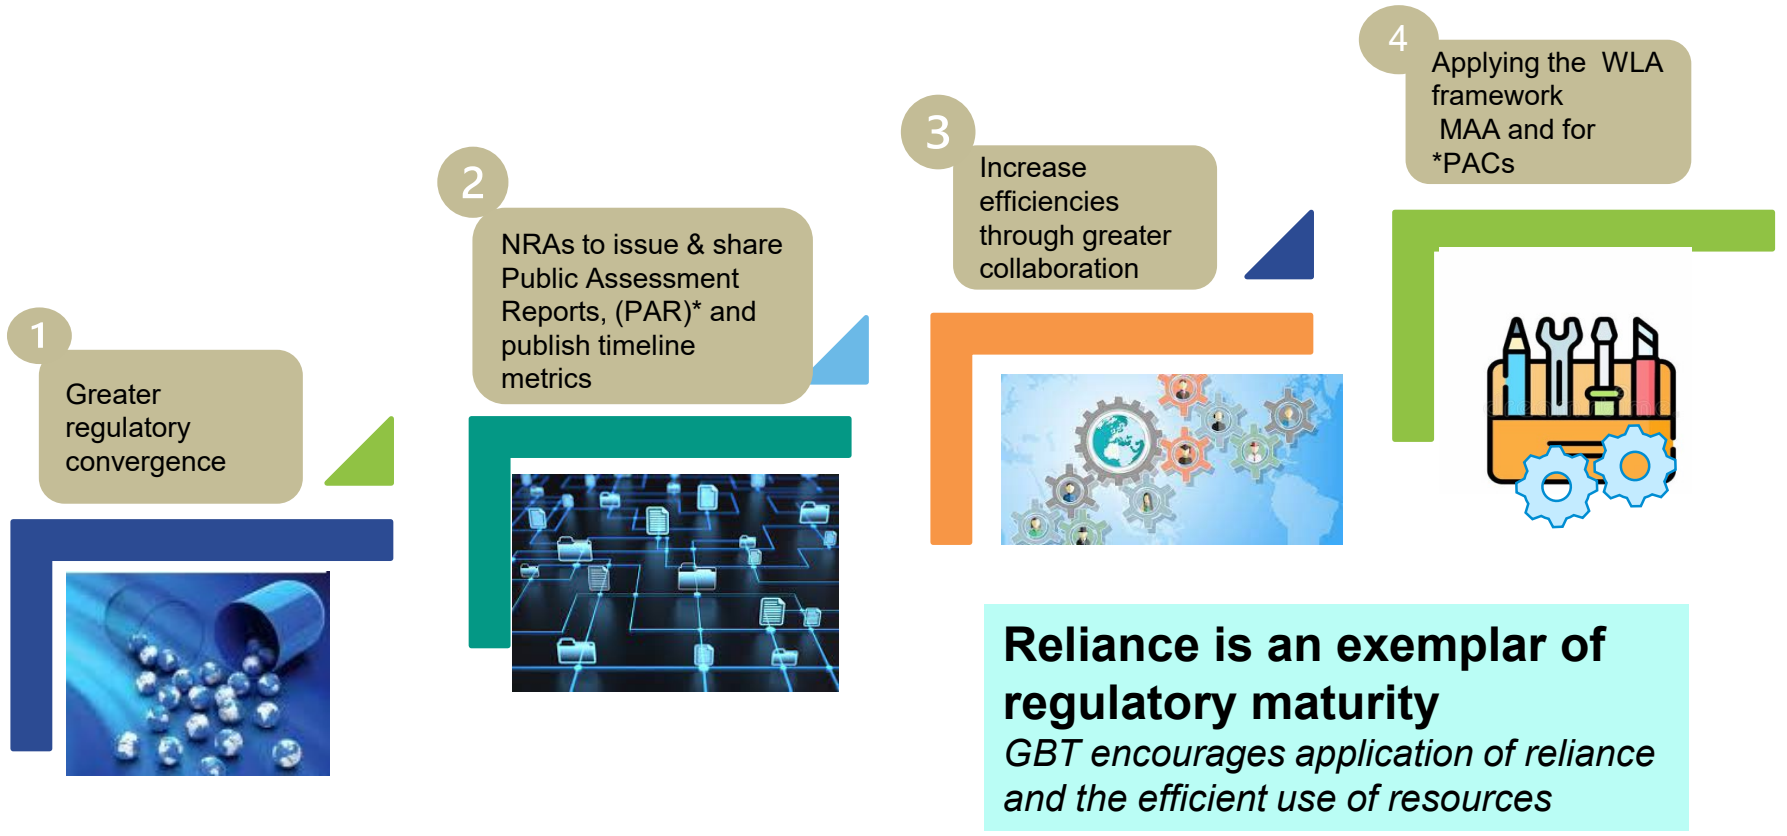 1
Greater
regulatory
convergence
2
NRAs to issue & share
Public Assessment
Reports, (PAR)* and
publish timeline
metrics
3
Increase
efficiencies
through greater
collaboration
4
Applying the WLA
framework
MAA and for
*PACs
Reliance is an exemplar of
regulatory maturity
GBT encourages application of reliance
and the efficient use of resources